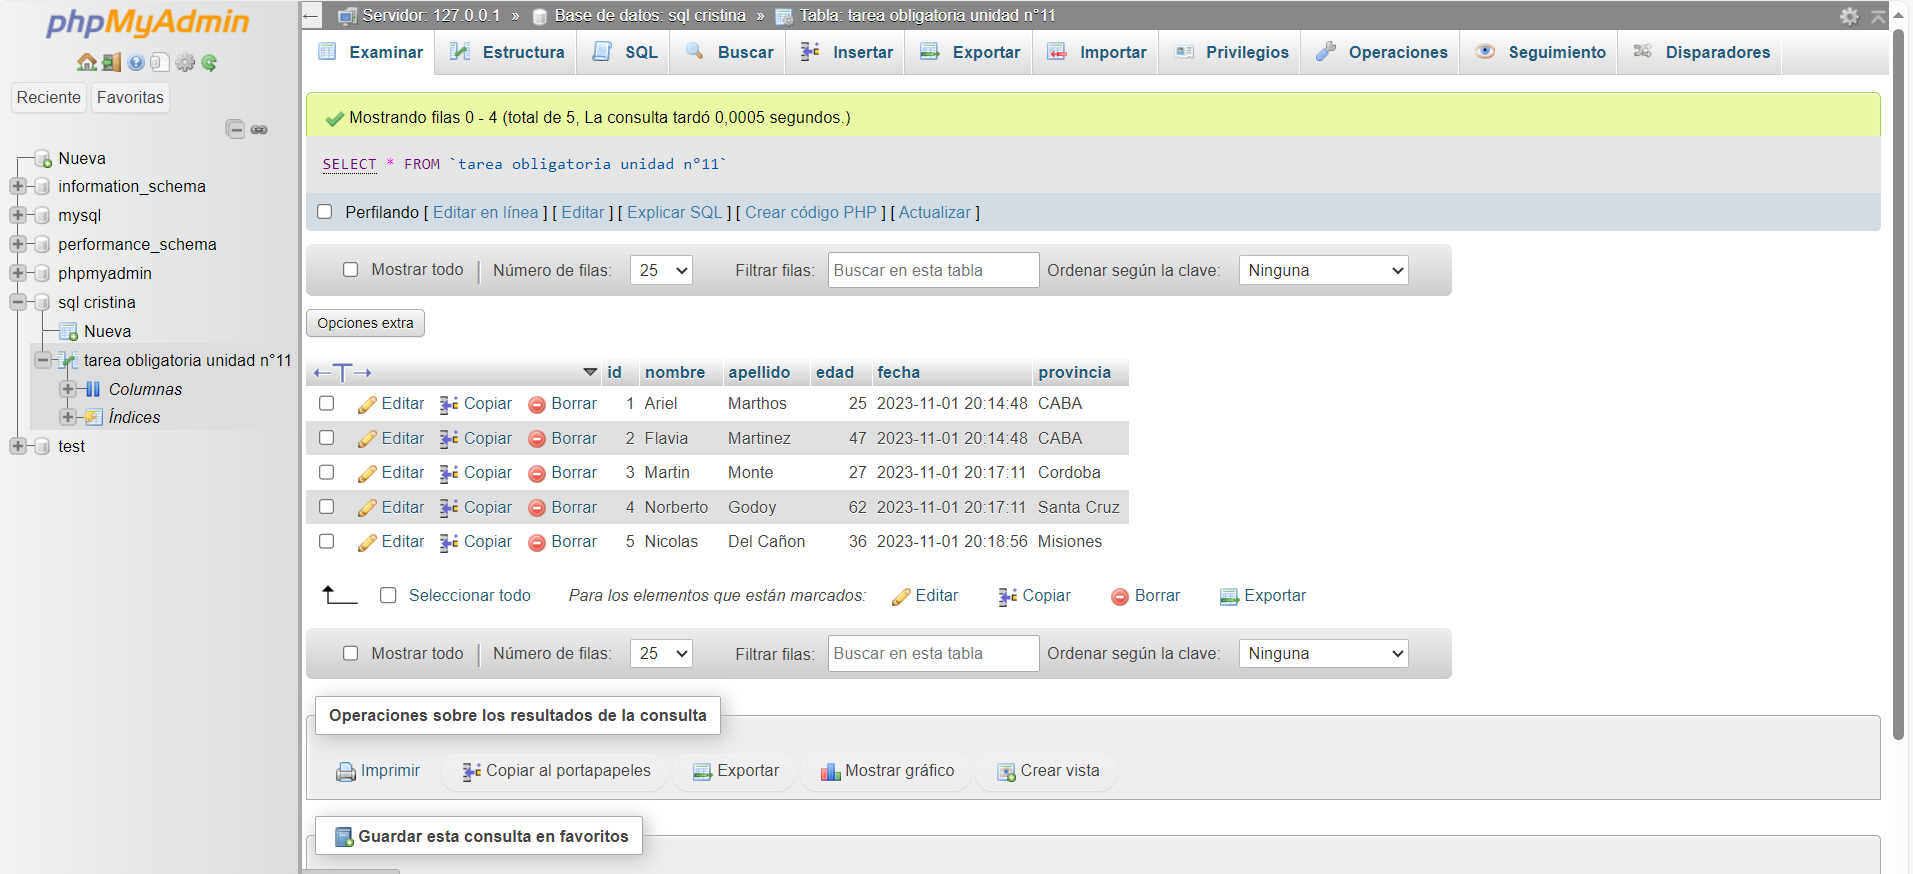 phpMyAdmin
Reciente Favoritas
Nueva
information_schema
mysql
performance_schema
phpmyadmin
sql cristina
Nueva
tarea obligatoria unidad n°11
Columnas
Índices
test
Servidor: 127.0.0.1 » Base de datos: sql cristina » Tabla: tarea obligatoria unidad n°11
Examinar Estructura SQL Buscar Insertar Exportar Importar Privilegios Operaciones Seguimiento Disparadores
Mostrando filas 0 - 4 (total de 5, La consulta tardó 0,0005 segundos.)
SELECT * FROM `tarea obligatoria unidad n°11`
Perfilando [ Editar en línea ] [ Editar ] [ Explicar SQL ] [ Crear código PHP ] [ Actualizar ]
Mostrar todo | Número de filas: 25 Filtrar filas: Buscar en esta tabla Ordenar según la clave: Ninguna
Opciones extra
←T→ id nombre apellido edad fecha provincia
Editar Copiar Borrar 1 Ariel Marthos 25 2023-11-01 20:14:48 CABA
Editar Copiar Borrar 2 Flavia Martinez 47 2023-11-01 20:14:48 CABA
Editar Copiar Borrar 3 Martin Monte 27 2023-11-01 20:17:11 Cordoba
Editar Copiar Borrar 4 Norberto Godoy 62 2023-11-01 20:17:11 Santa Cruz
Editar Copiar Borrar 5 Nicolas Del Cañon 36 2023-11-01 20:18:56 Misiones
Seleccionar todo Para los elementos que están marcados: Editar Copiar Borrar Exportar
Mostrar todo | Número de filas: 25 Filtrar filas: Buscar en esta tabla Ordenar según la clave: Ninguna
Operaciones sobre los resultados de la consulta
Imprimir Copiar al portapapeles Exportar Mostrar gráfico Crear vista
Guardar esta consulta en favoritos